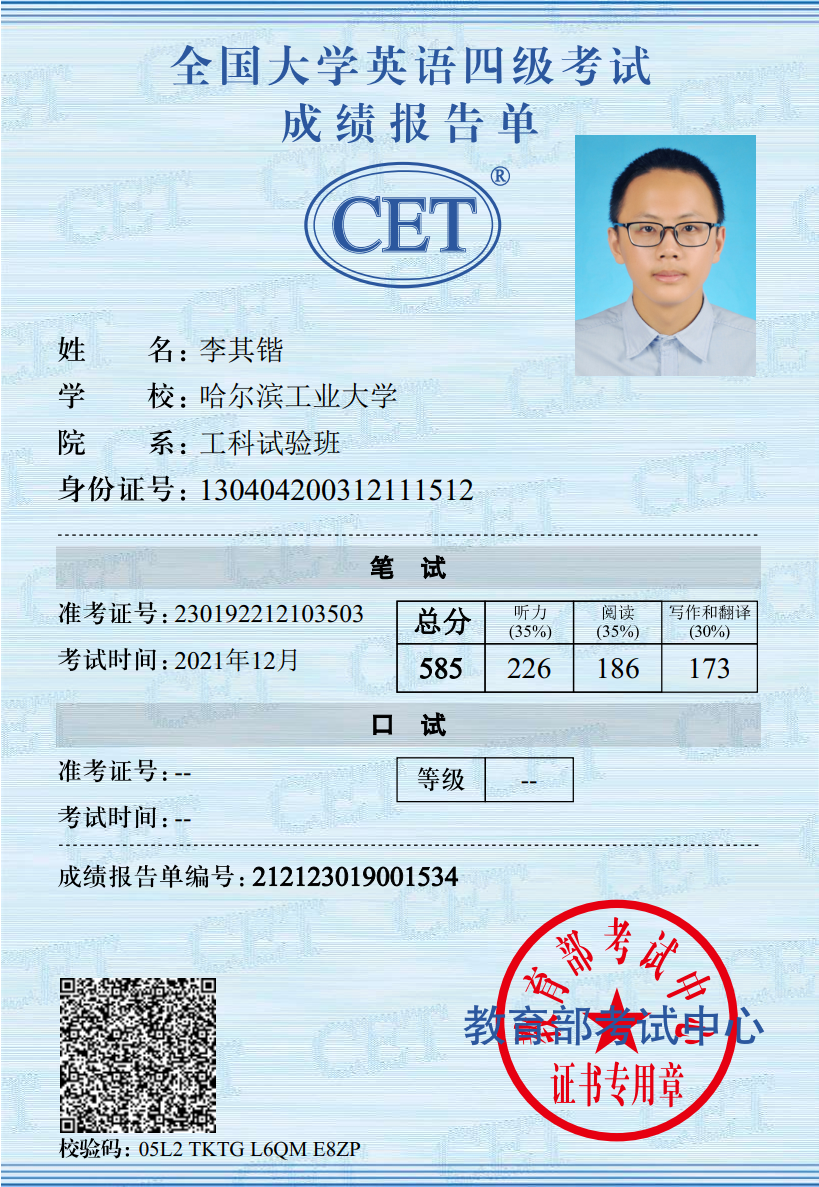 全国大学英语四级考试
成绩报告单
CET®
姓 名：李其锴
学 校：哈尔滨工业大学
院 系：工科试验班
身份证号：130404200312111512
笔 试
准考证号：230192212103503
考试时间：2021年12月
总分 听力(35%) 阅读(35%) 写作和翻译(30%)
585 226 186 173
口 试
准考证号：--
考试时间：--
等级 --
成绩报告单编号：212123019001534
教育部考试中心
教育部考试中心
证书专用章
校验码：05L2 TKTG L6QM E8ZP